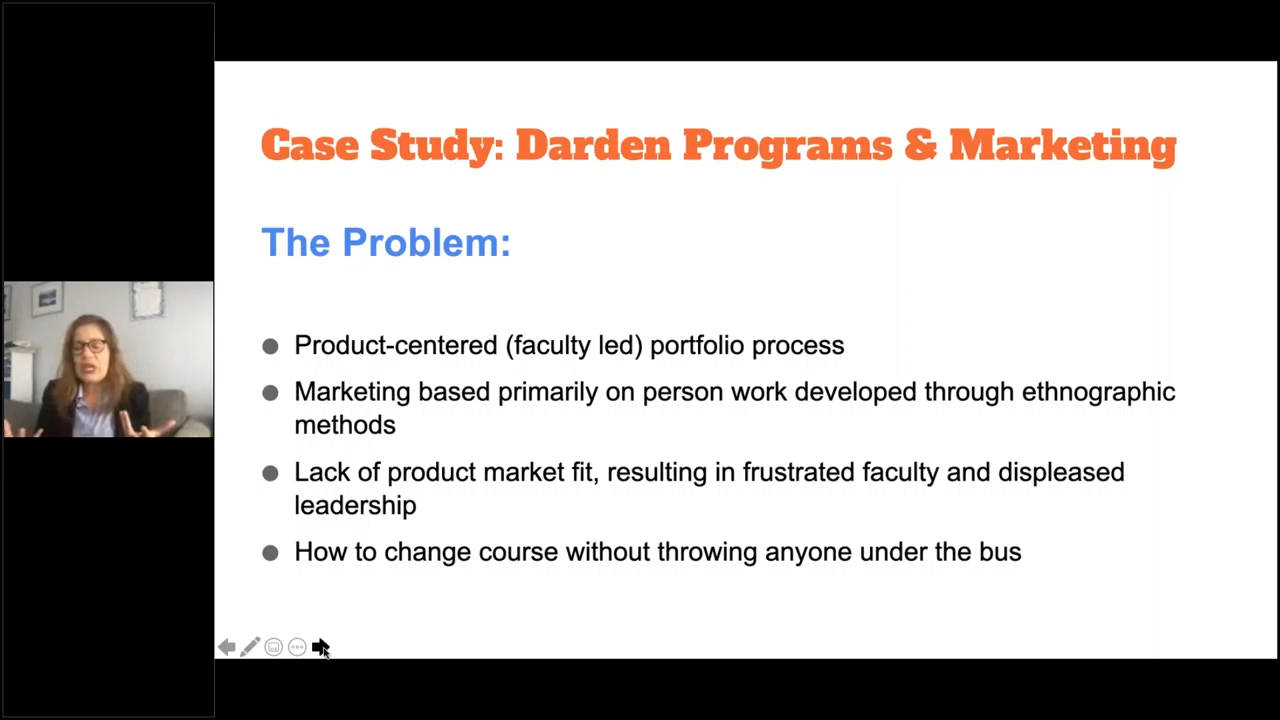 Case Study: Darden Programs & Marketing
The Problem:
Product-centered (faculty led) portfolio process
Marketing based primarily on person work developed through ethnographic
methods
Lack of product market fit, resulting in frustrated faculty and displeased
leadership
How to change course without throwing anyone under the bus